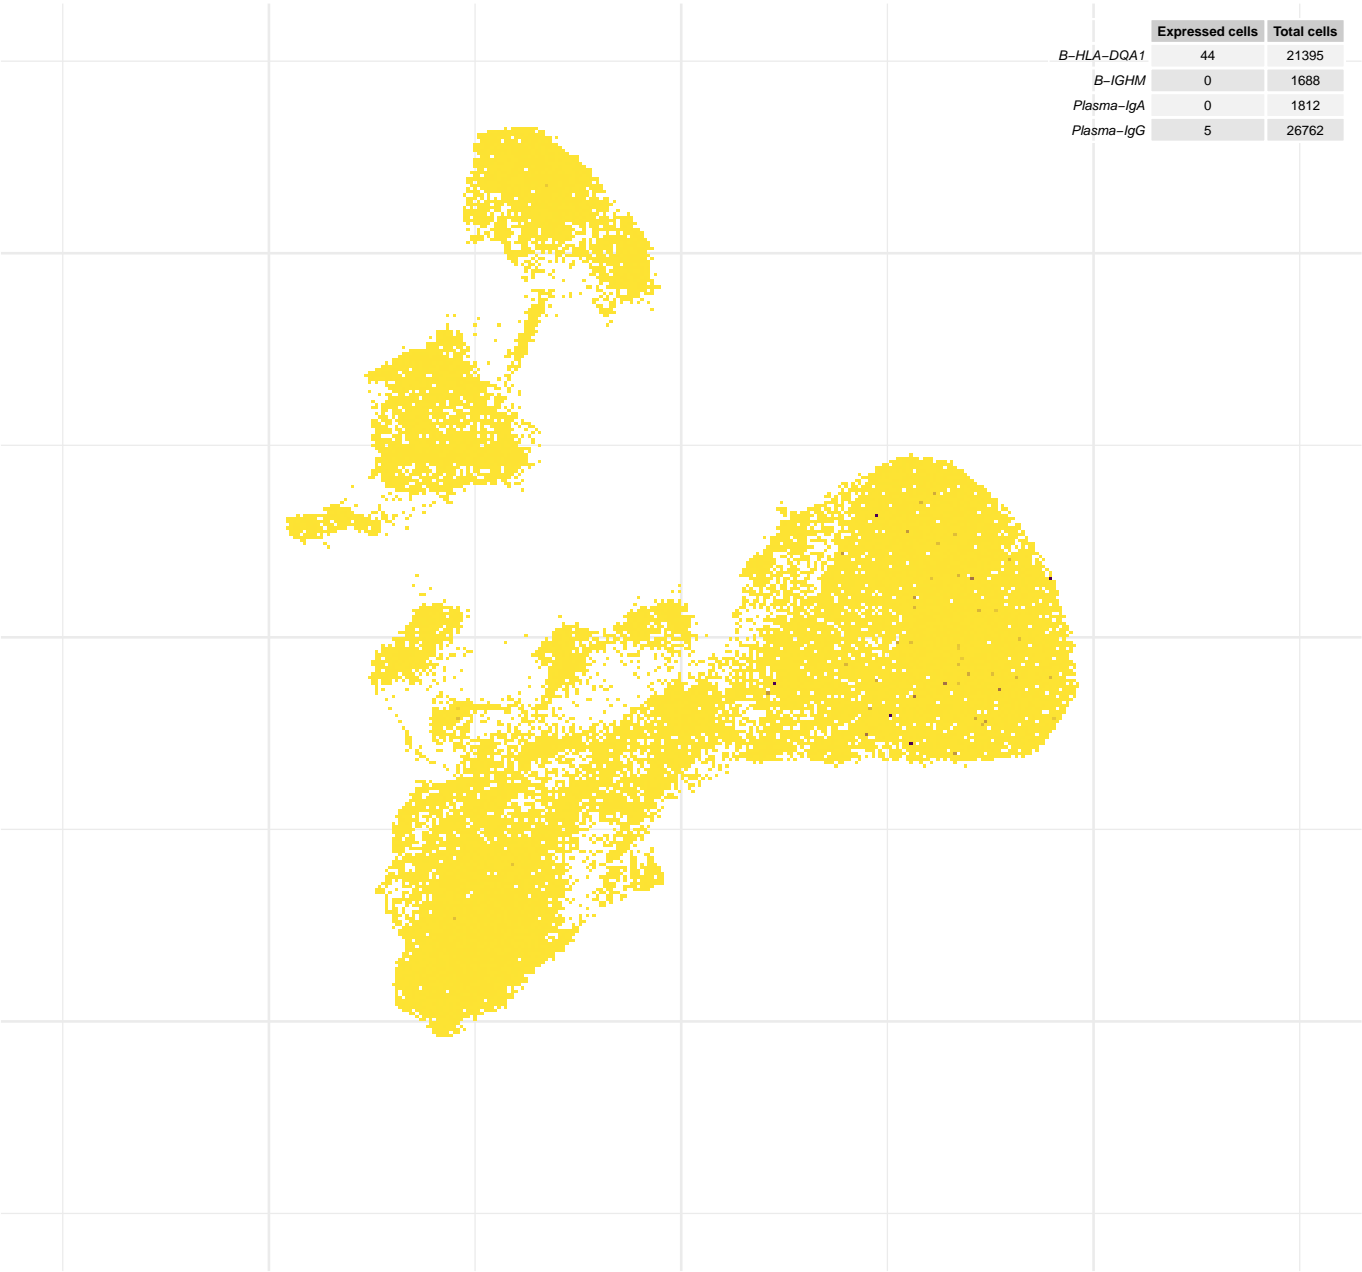 Expressed cells Total cells
B−HLA−DQA1 44 21395
B−IGHM 0 1688
Plasma−IgA 0 1812
Plasma−IgG 5 26762